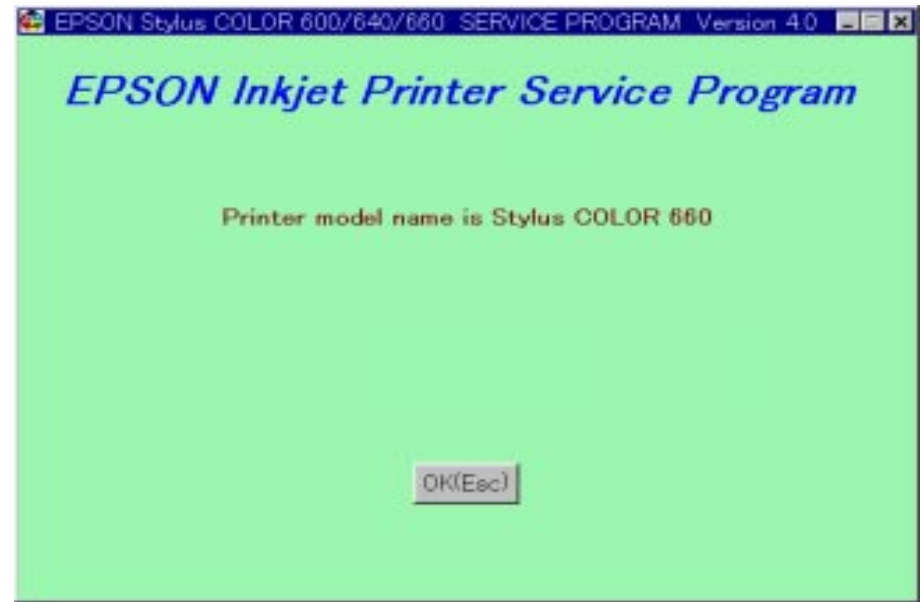 EPSON Stylus COLOR 600/640/660 SERVICE PROGRAM Version 4.0
EPSON Inkjet Printer Service Program
Printer model name is Stylus COLOR 660
OK(Esc)